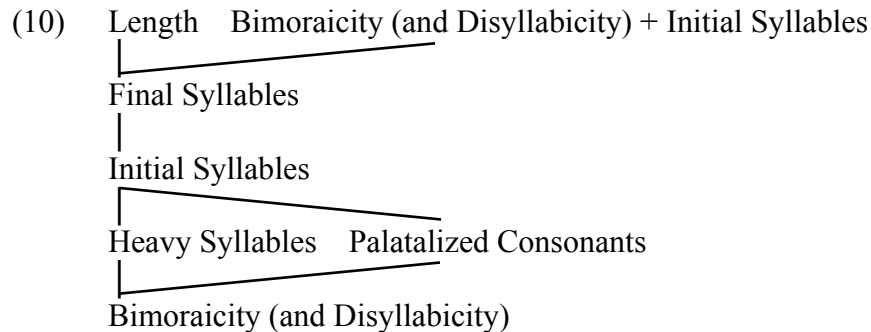 (10) Length Bimoraicity (and Disyllabicity) + Initial Syllables
Final Syllables
Initial Syllables
Heavy Syllables Palatalized Consonants
Bimoraicity (and Disyllabicity)